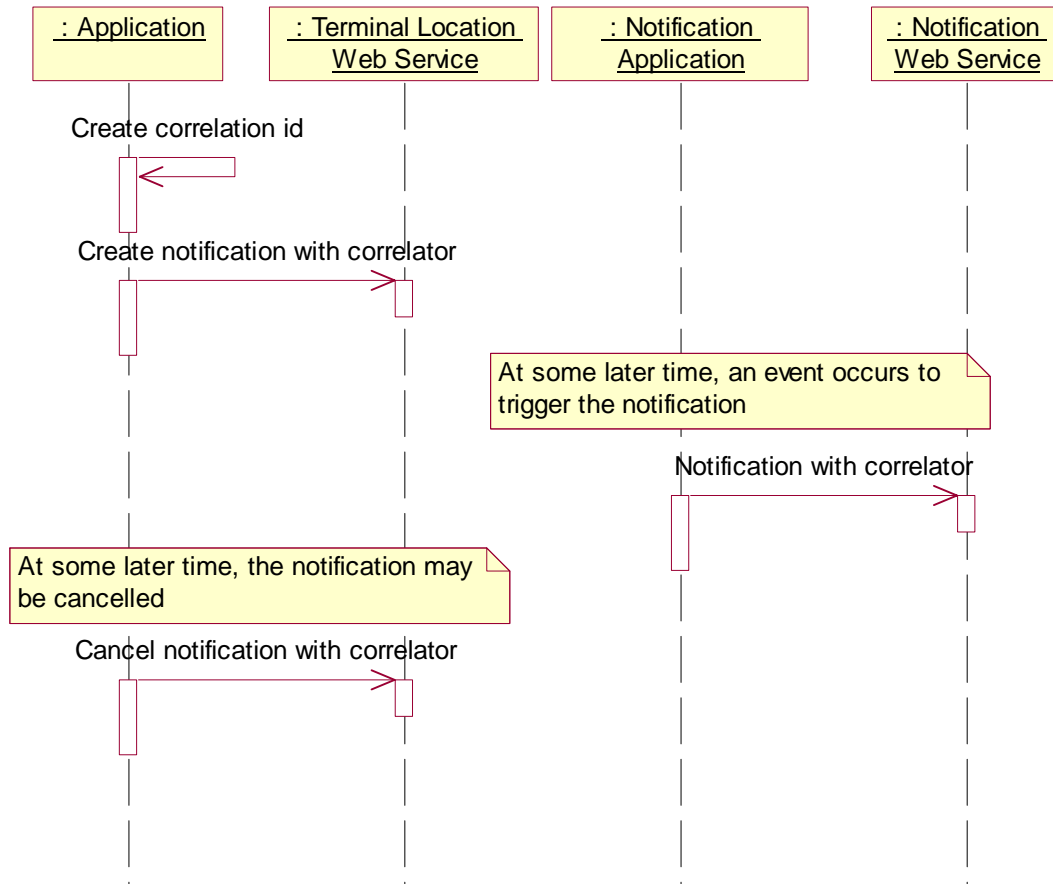 : Application
: Terminal Location
Web Service
: Notification
Application
: Notification
Web Service
Create correlation id
Create notification with correlator
At some later time, an event occurs to
trigger the notification
Notification with correlator
At some later time, the notification may
be cancelled
Cancel notification with correlator